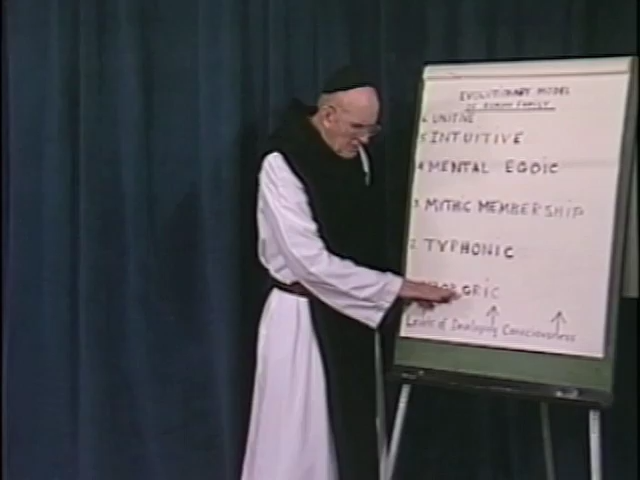 EVOLUTIONARY MODEL
OF HUMAN FAMILY
6. UNITIVE
5. INTUITIVE
4. MENTAL EGOIC
3. MYTHIC MEMBERSHIP
2. TYPHONIC
Levels of Developing Consciousness